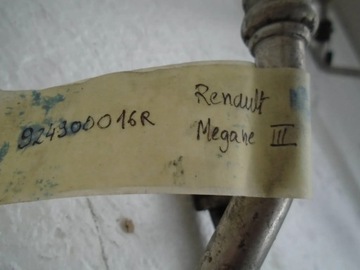 924300016R
Renault
Megane III